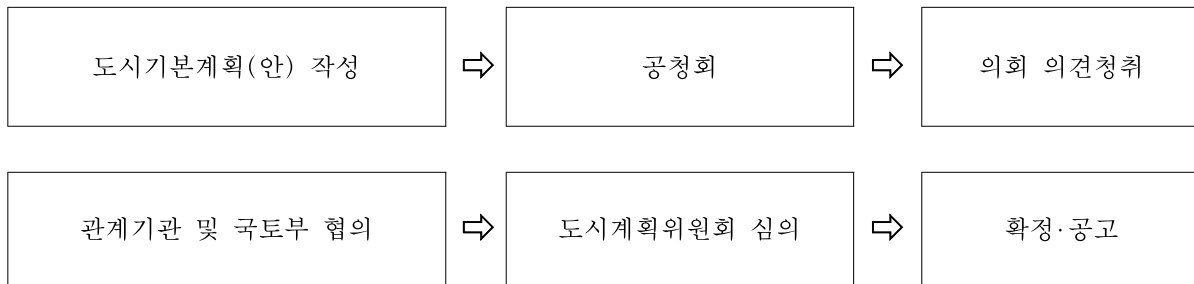 도시기본계획(안) 작성
공청회
의회 의견청취
관계기관 및 국토부 협의
도시계획위원회 심의
확정·공고